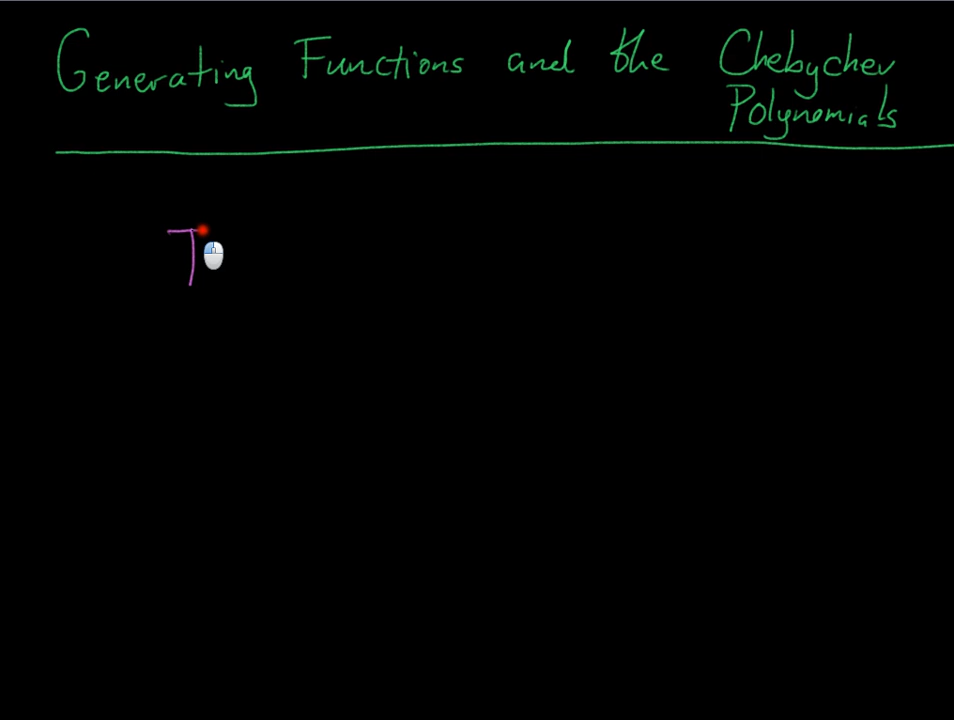 Generating Functions and the Chebychev
Polynomials
T